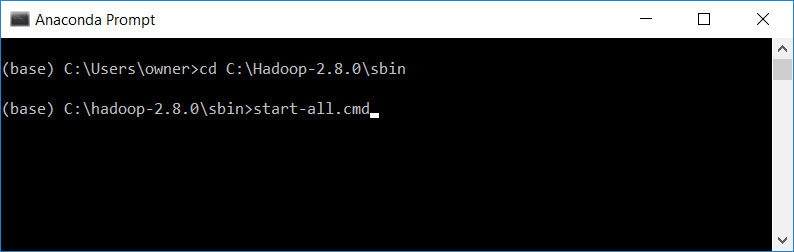 Anaconda Prompt
(base) C:\Users\owner>cd C:\Hadoop-2.8.0\sbin
(base) C:\hadoop-2.8.0\sbin>start-all.cmd